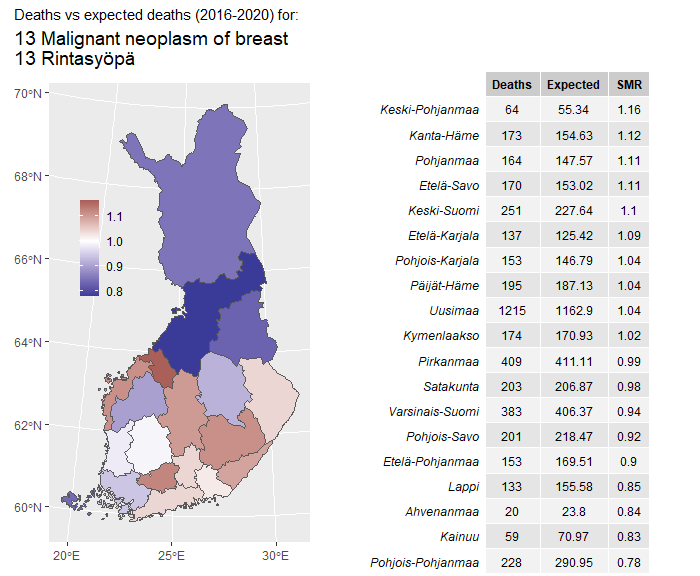 Deaths vs expected deaths (2016-2020) for:
13 Malignant neoplasm of breast
13 Rintasyöpä
70°N
68°N
66°N
64°N
62°N
60°N
20°E
25°E
30°E
1.1
1.0
0.9
0.8
Deaths Expected SMR
Keski-Pohjanmaa 64 55.34 1.16
Kanta-Häme 173 154.63 1.12
Pohjanmaa 164 147.57 1.11
Etelä-Savo 170 153.02 1.11
Keski-Suomi 251 227.64 1.1
Etelä-Karjala 137 125.42 1.09
Pohjois-Karjala 153 146.79 1.04
Päijät-Häme 195 187.13 1.04
Uusimaa 1215 1162.9 1.04
Kymenlaakso 174 170.93 1.02
Pirkanmaa 409 411.11 0.99
Satakunta 203 206.87 0.98
Varsinais-Suomi 383 406.37 0.94
Pohjois-Savo 201 218.47 0.92
Etelä-Pohjanmaa 153 169.51 0.9
Lappi 133 155.58 0.85
Ahvenanmaa 20 23.8 0.84
Kainuu 59 70.97 0.83
Pohjois-Pohjanmaa 228 290.95 0.78